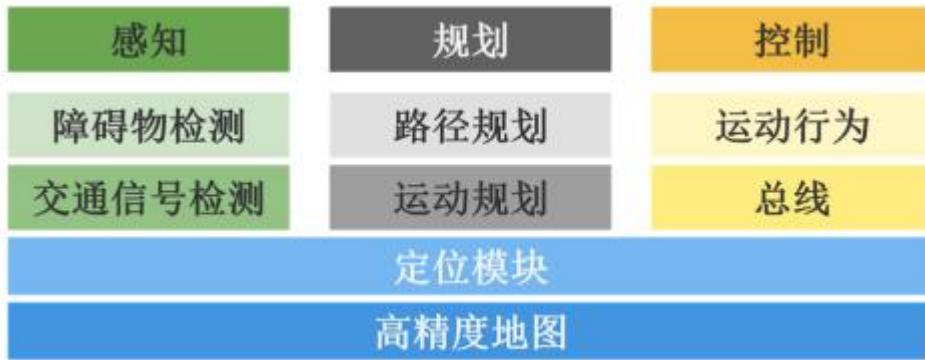 感知 规划 控制
障碍物检测 路径规划 运动行为
交通信号检测 运动规划 总线
定位模块
高精度地图